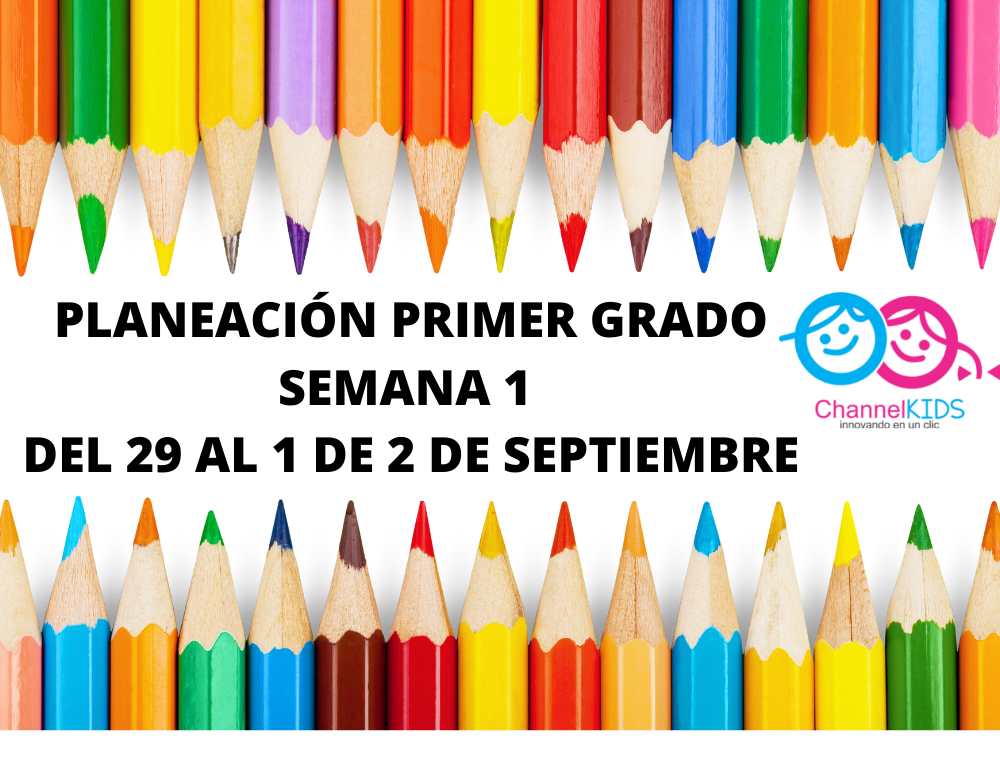 PLANEACIÓN PRIMER GRADO
SEMANA 1
DEL 29 AL 1 DE 2 DE SEPTIEMBRE
ChannelKIDS
innovando en un clic